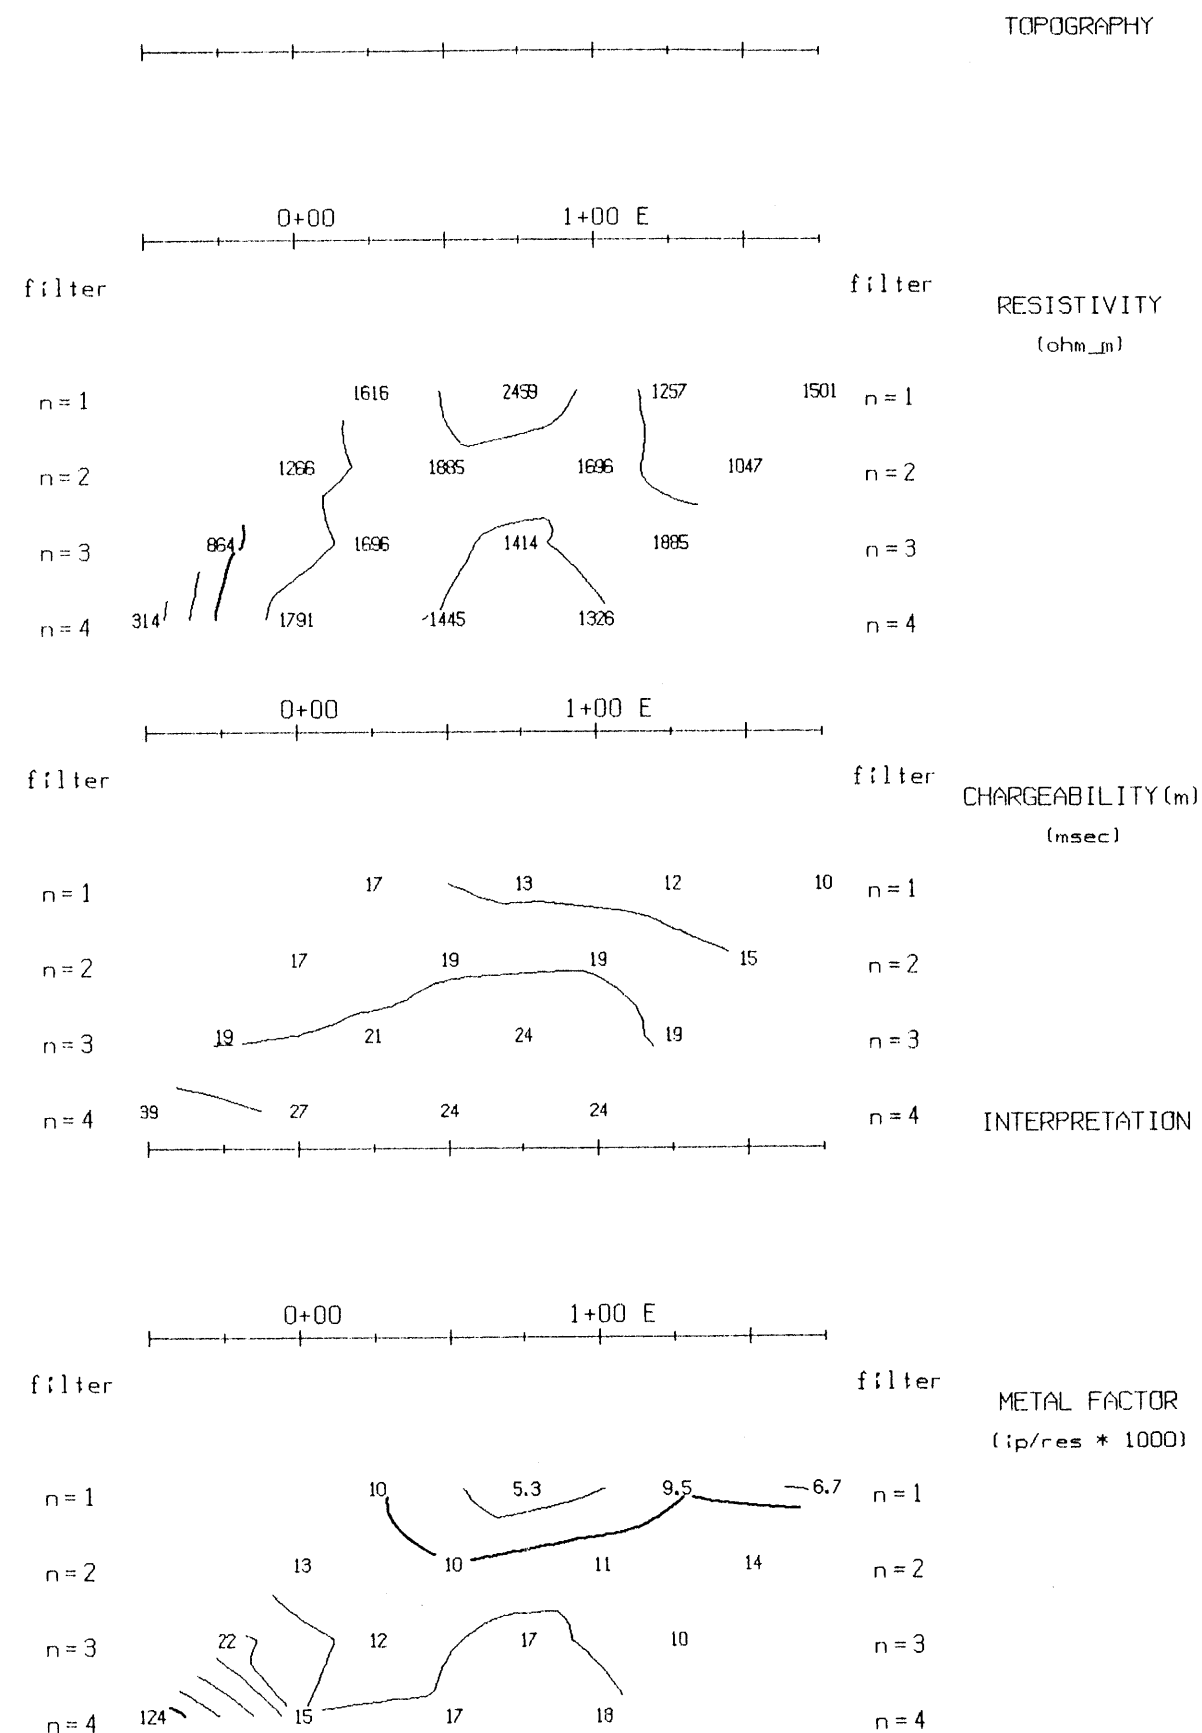 TOPOGRAPHY
0+00 1+00 E
filter filter
RESISTIVITY
(ohm_m)
n=1 1616 2459 1257 1501 n=1
n=2 1266 1885 1696 1047 n=2
n=3 864 1696 1414 1885 n=3
n=4 314 1791 1445 1326 n=4
0+00 1+00 E
filter filter
CHARGEABILITY(m)
(msec)
n=1 17 13 12 10 n=1
n=2 17 19 19 15 n=2
n=3 19 21 24 19 n=3
n=4 39 27 24 24 n=4 INTERPRETATION
0+00 1+00 E
filter filter
METAL FACTOR
(ip/res * 1000)
n=1 10 5.3 9.5 6.7 n=1
n=2 13 10 11 14 n=2
n=3 22 12 17 10 n=3
n=4 124 15 17 18 n=4